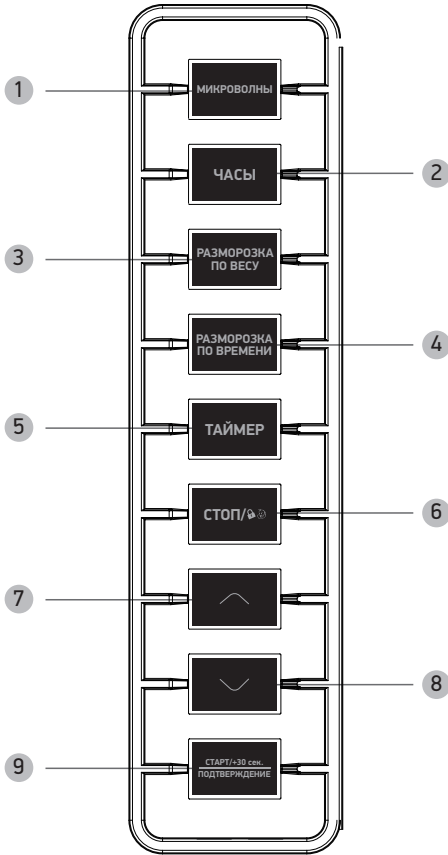 1
МИКРОВОЛНЫ
ЧАСЫ
2
3
РАЗМОРОЗКА
ПО ВЕСУ
РАЗМОРОЗКА
ПО ВРЕМЕНИ
4
5
ТАЙМЕР
СТОП/
6
7
8
9
СТАРТ/+30 сек.
ПОДТВЕРЖДЕНИЕ